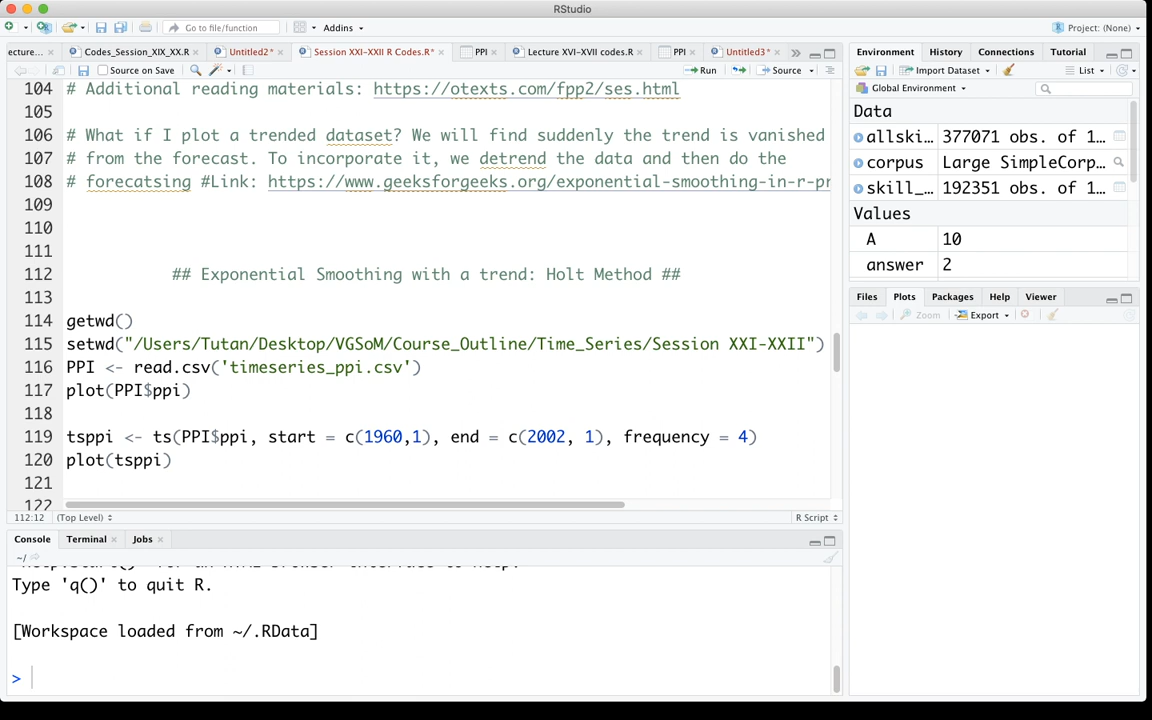 RStudio
Go to file/function
Addins
Project: (None)
ecture...
Codes_Session_XIX_XX.R
Untitled2*
Session XXI-XXII R Codes.R*
PPI
Lecture XVI-XVII codes.R
PPI
Untitled3*
Source on Save
Run
Source
104 # Additional reading materials: https://otexts.com/fpp2/ses.html
105
106 # What if I plot a trended dataset? We will find suddenly the trend is vanished
107 # from the forecast. To incorporate it, we detrend the data and then do the
108 # forecatsing #Link: https://www.geeksforgeeks.org/exponential-smoothing-in-r-pr
109
110
111
112 ## Exponential Smoothing with a trend: Holt Method ##
113
114 getwd()
115 setwd("/Users/Tutan/Desktop/VGSoM/Course_Outline/Time_Series/Session XXI-XXII")
116 PPI <- read.csv('timeseries_ppi.csv')
117 plot(PPI$ppi)
118
119 tsppi <- ts(PPI$ppi, start = c(1960,1), end = c(2002, 1), frequency = 4)
120 plot(tsppi)
121
122
112:12 (Top Level) R Script
Console Terminal Jobs
~/
Type 'q()' to quit R.
[Workspace loaded from ~/.RData]
>
Environment History Connections Tutorial
Import Dataset List
Global Environment
Data
allski... 377071 obs. of 1...
corpus Large SimpleCorp...
skill_... 192351 obs. of 1...
Values
A 10
answer 2
Files Plots Packages Help Viewer
Zoom Export